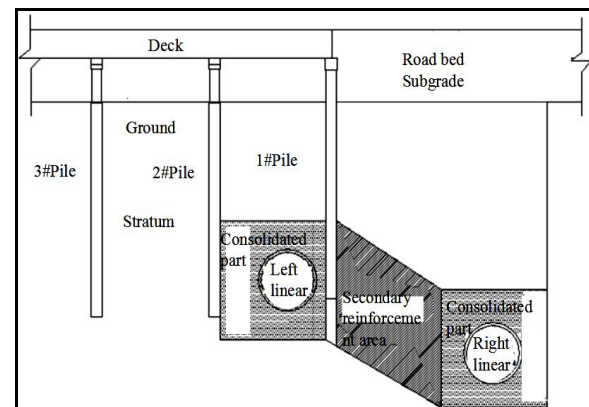 Deck
Road bed
Subgrade
Ground
3#Pile
2#Pile
1#Pile
Stratum
Consolidated
part
Left
linear
Secondary
reinforceme
nt area
Consolidated
part
Right
linear